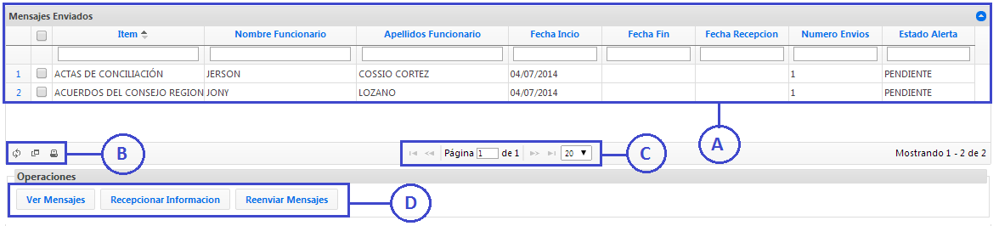 Mensajes Enviados
Item Nombre Funcionario Apellidos Funcionario Fecha Incio Fecha Fin Fecha Recepcion Numero Envios Estado Alerta
1 ACTAS DE CONCILIACIÓN JERSON COSSIO CORTEZ 04/07/2014 1 PENDIENTE
2 ACUERDOS DEL CONSEJO REGION JONY LOZANO 04/07/2014 1 PENDIENTE
A
B
Página 1 de 1 20
C
Mostrando 1 - 2 de 2
Operaciones
Ver Mensajes Recepcionar Informacion Reenviar Mensajes
D